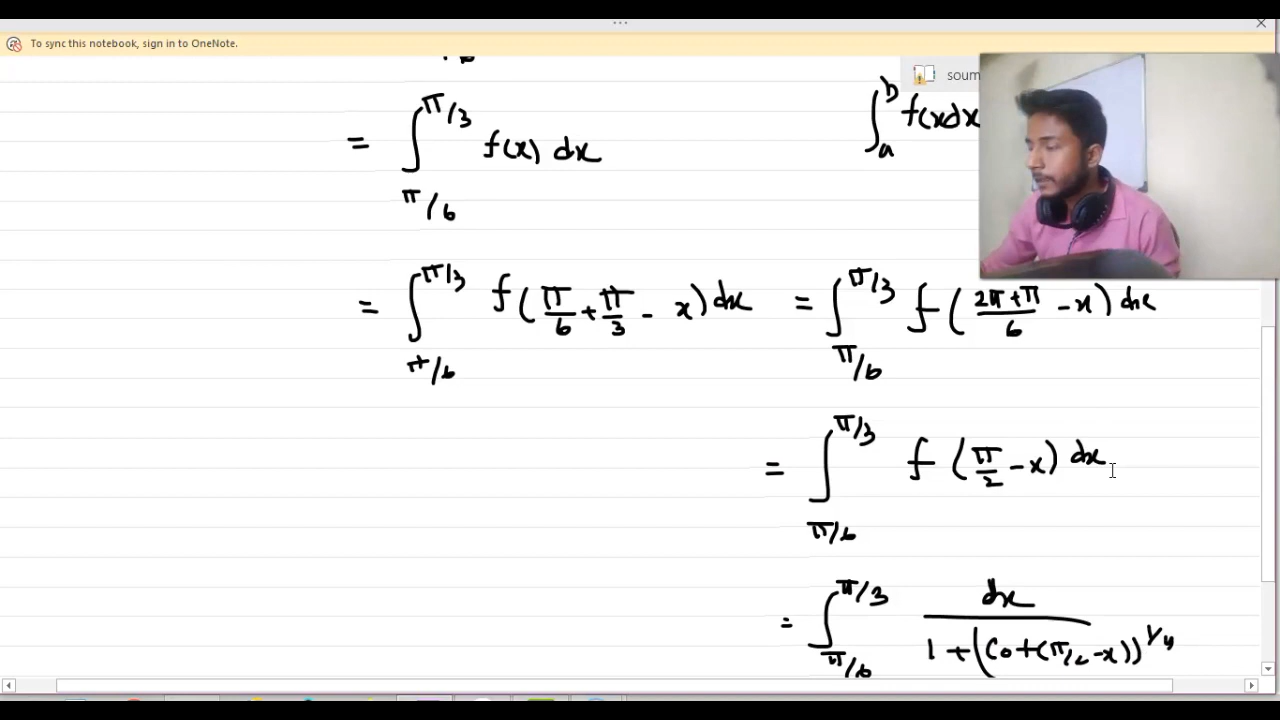 To sync this notebook, sign in to OneNote.
soum
= ∫_{π/6}^{π/3} f(x) dx
∫_a^b f(x)dx
= ∫_{π/6}^{π/3} f(π/6 + π/3 - x) dx = ∫_{π/6}^{π/3} f((2π+π)/6 - x) dx
= ∫_{π/6}^{π/3} f(π/2 - x) dx
= ∫_{π/6}^{π/3} dx / 1 + (cot(π/2 - x))^{1/4}